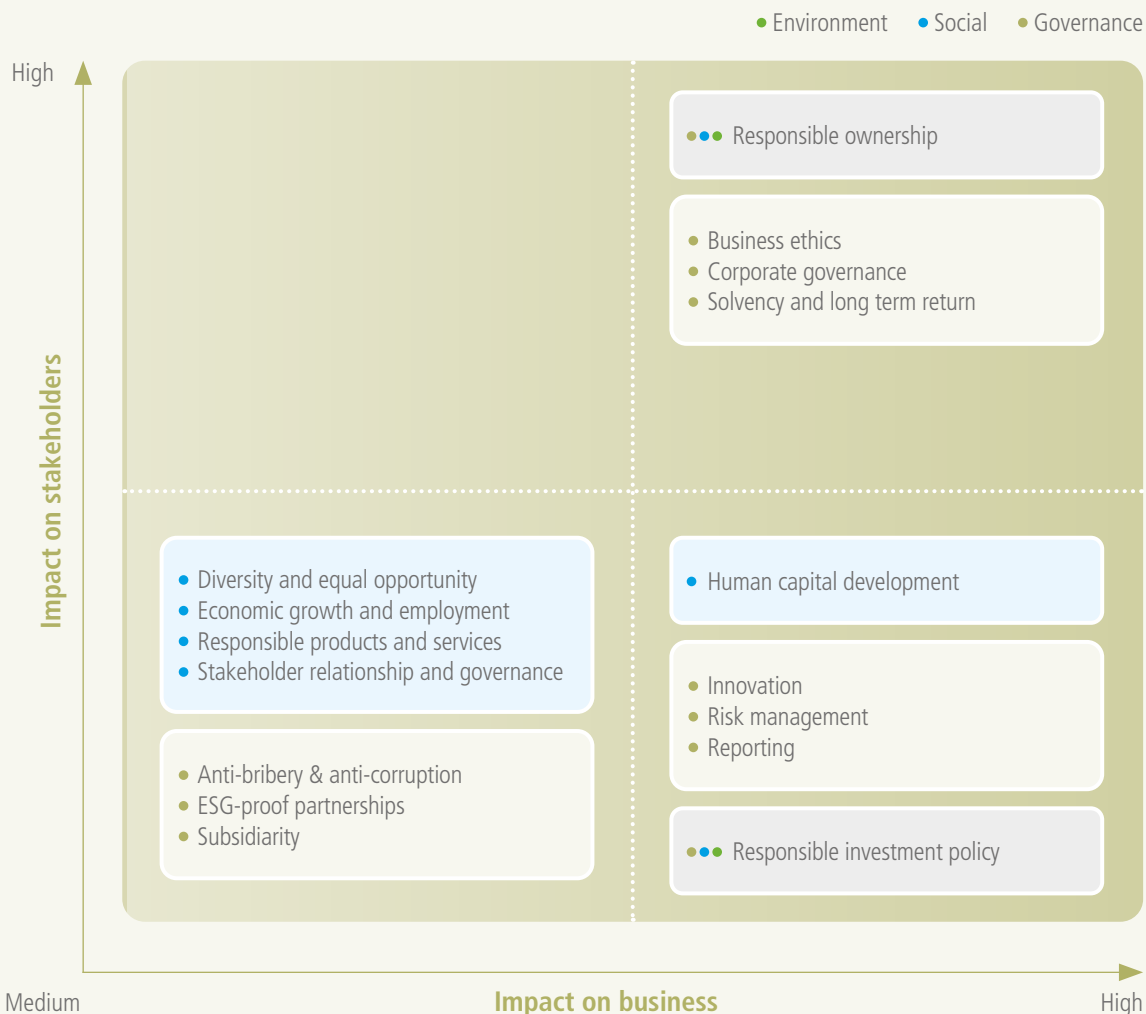 Environment
Social
Governance
High
Responsible ownership
Business ethics
Corporate governance
Solvency and long term return
Impact on stakeholders
Diversity and equal opportunity
Economic growth and employment
Responsible products and services
Stakeholder relationship and governance
Anti-bribery & anti-corruption
ESG-proof partnerships
Subsidiarity
Human capital development
Innovation
Risk management
Reporting
Responsible investment policy
Medium
Impact on business
High